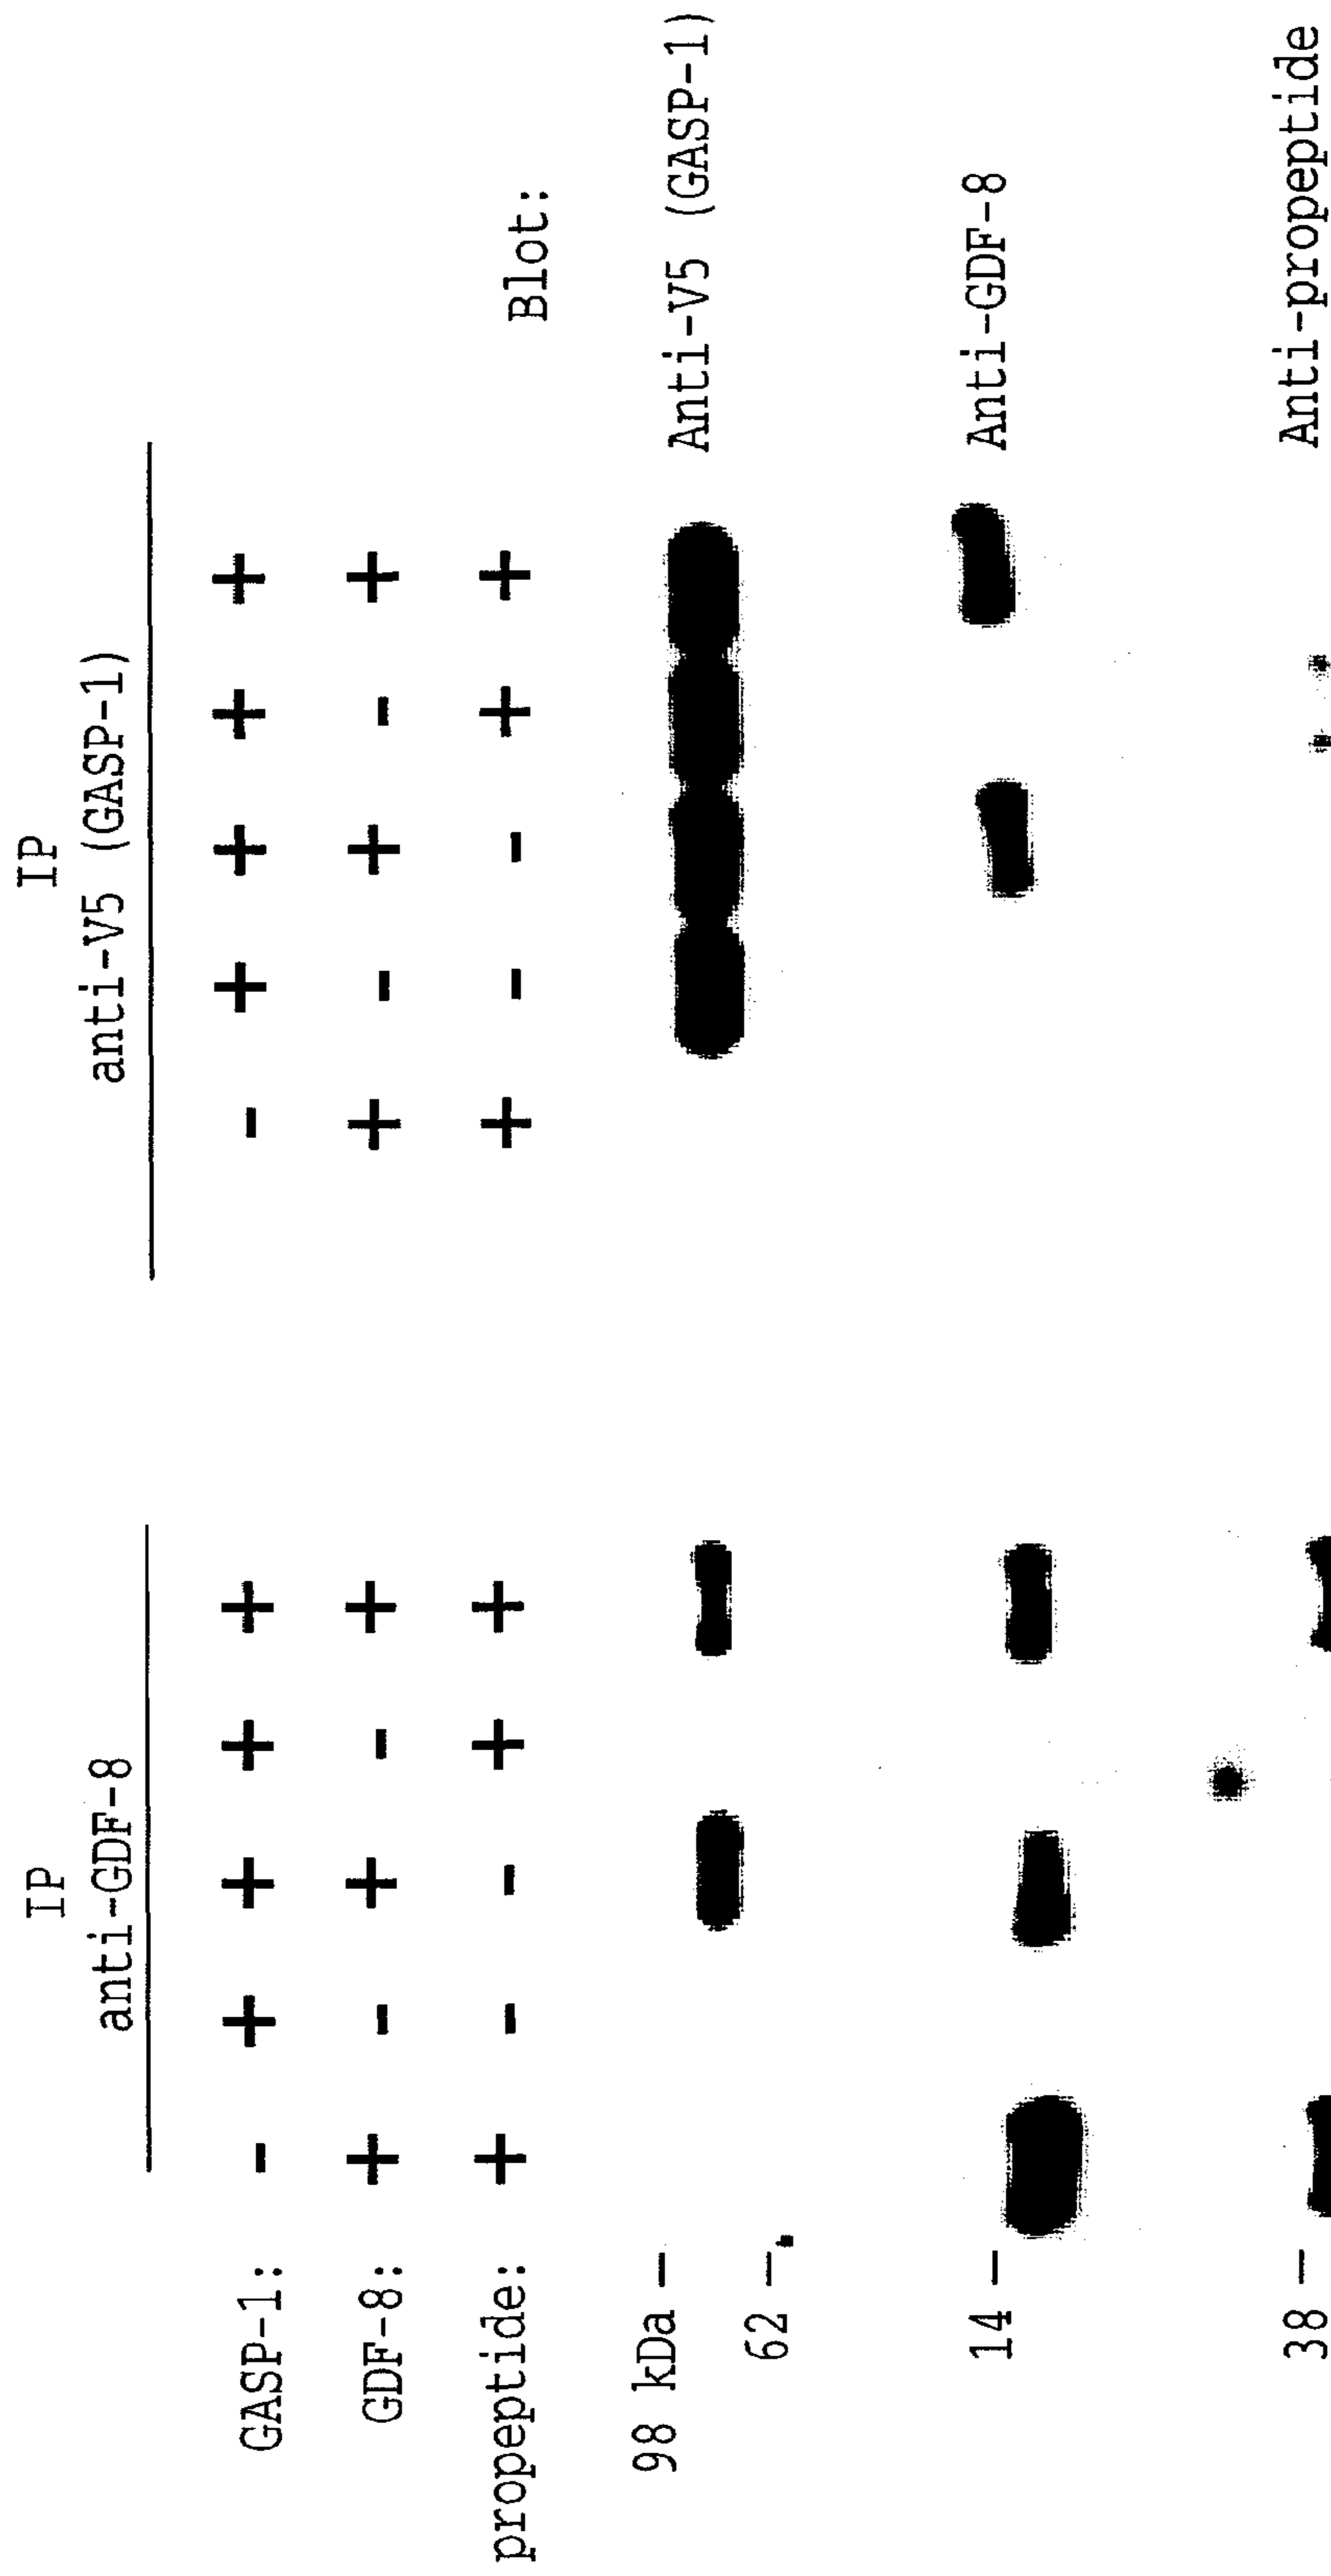 IP IP
anti-GDF-8 anti-V5 (GASP-1)
GASP-1: - + + + + - + + + +
GDF-8: + - + - + + - + - +
propeptide: + - - + + + - - + +
Blot:
98 kDa -
Anti-V5 (GASP-1)
62 -
14 -
Anti-GDF-8
38 -
Anti-propeptide